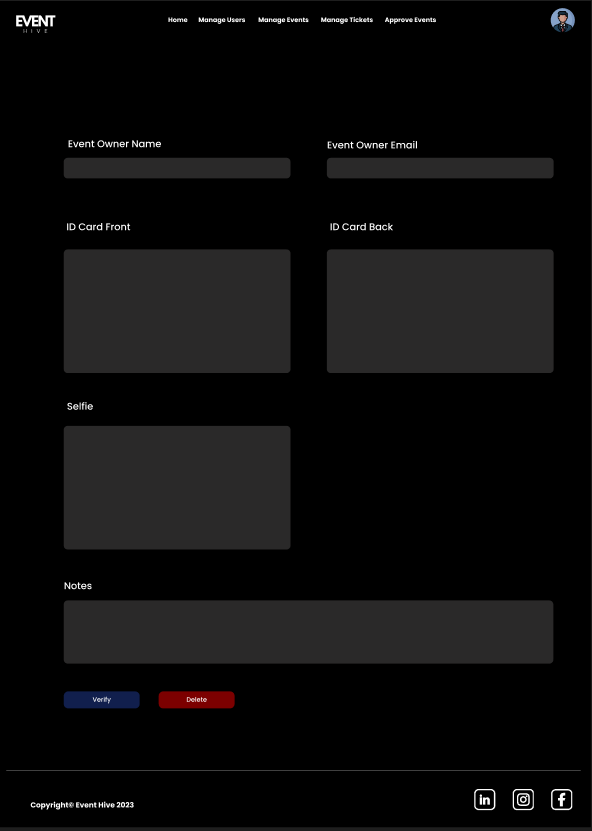 EVENT
HIVE
Home Manage Users Manage Events Manage Tickets Approve Events
Event Owner Name
Event Owner Email
ID Card Front
ID Card Back
Selfie
Notes
Verify
Delete
Copyright© Event Hive 2023
in